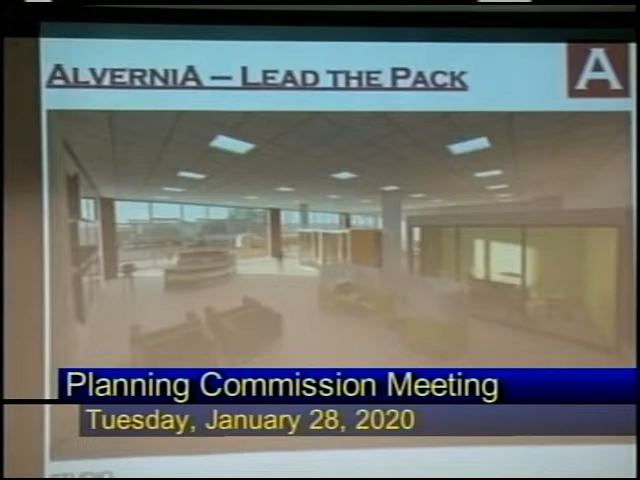 ALVERNIA – LEAD THE PACK
A
Planning Commission Meeting
Tuesday, January 28, 2020